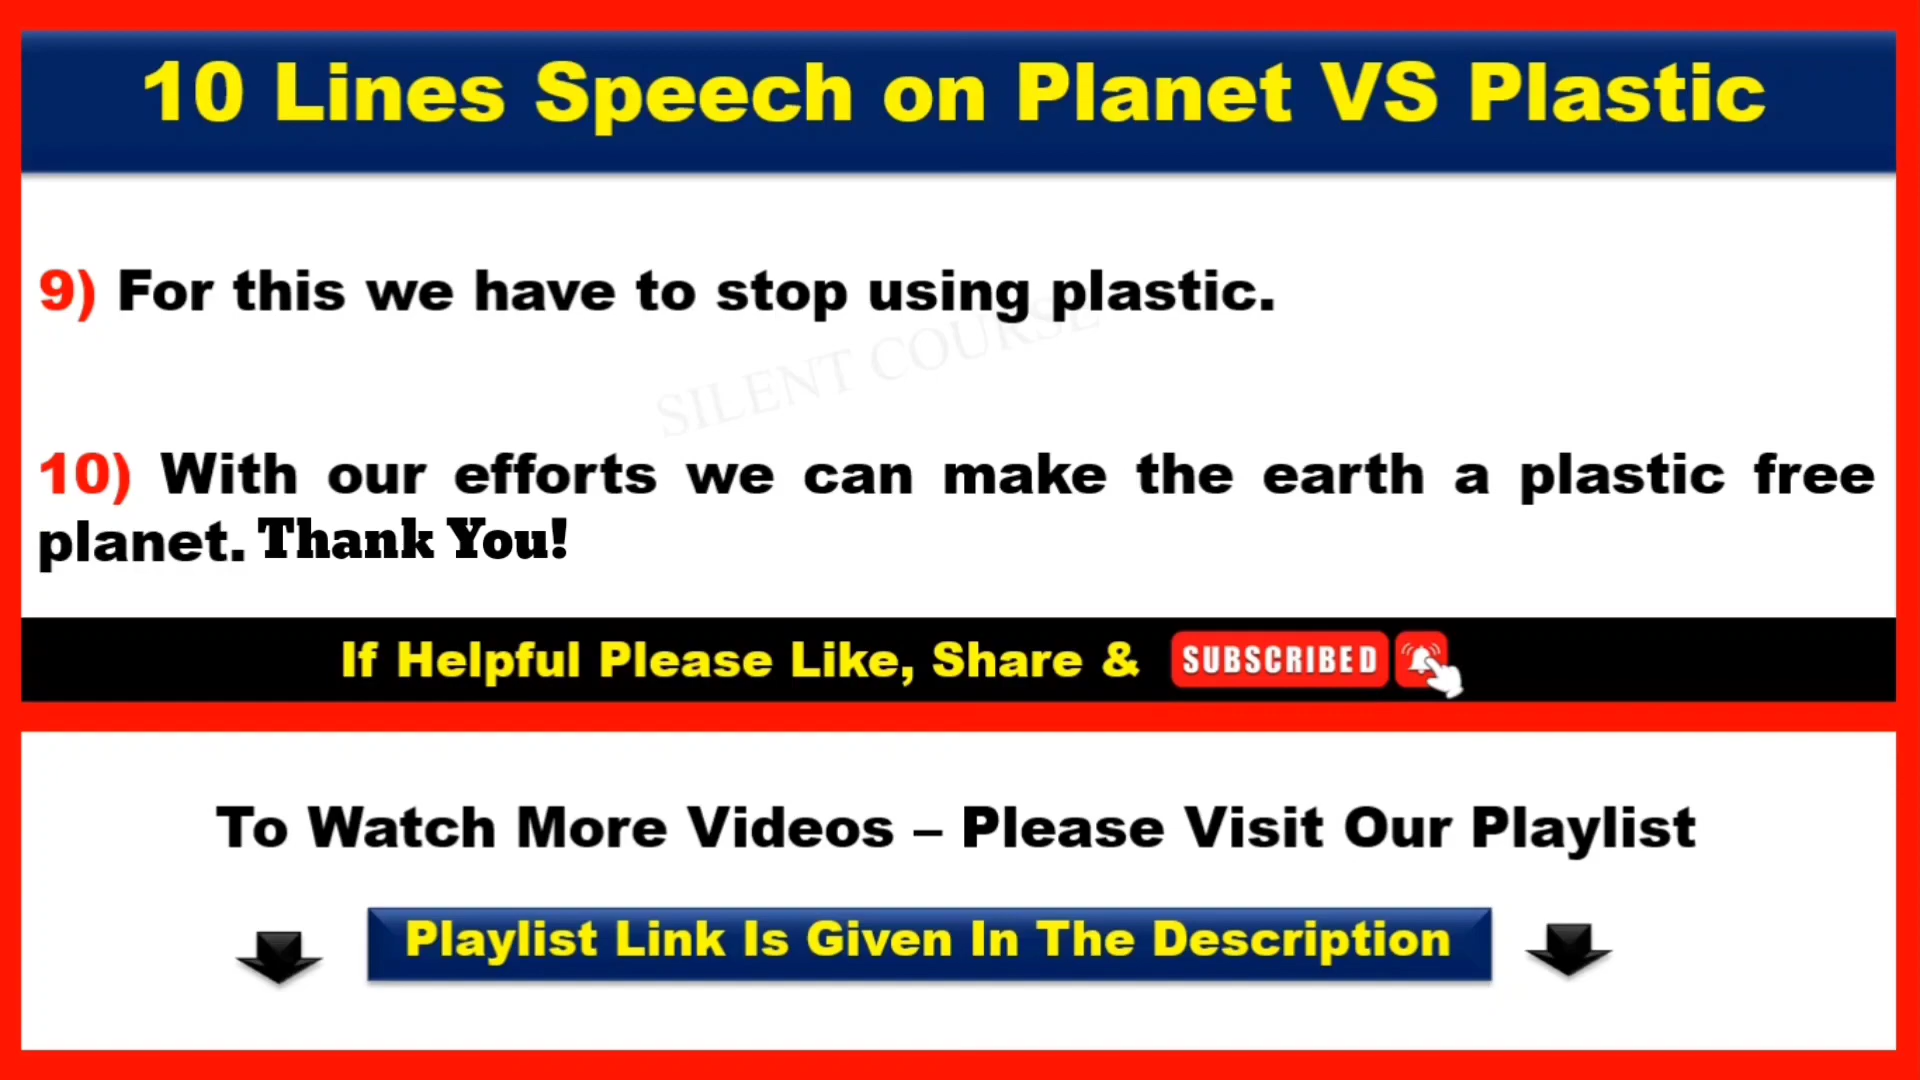 10 Lines Speech on Planet VS Plastic
9) For this we have to stop using plastic.
SILENT COURSE
10) With our efforts we can make the earth a plastic free
planet. Thank You!
If Helpful Please Like, Share & SUBSCRIBED
To Watch More Videos – Please Visit Our Playlist
Playlist Link Is Given In The Description